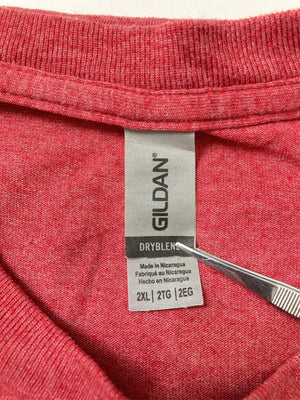 GILDAN®
DRYBLEND
Made in Nicaragua
Fabriqué au Nicaragua
Hecho en Nicaragua
2XL | 2TG | 2EG